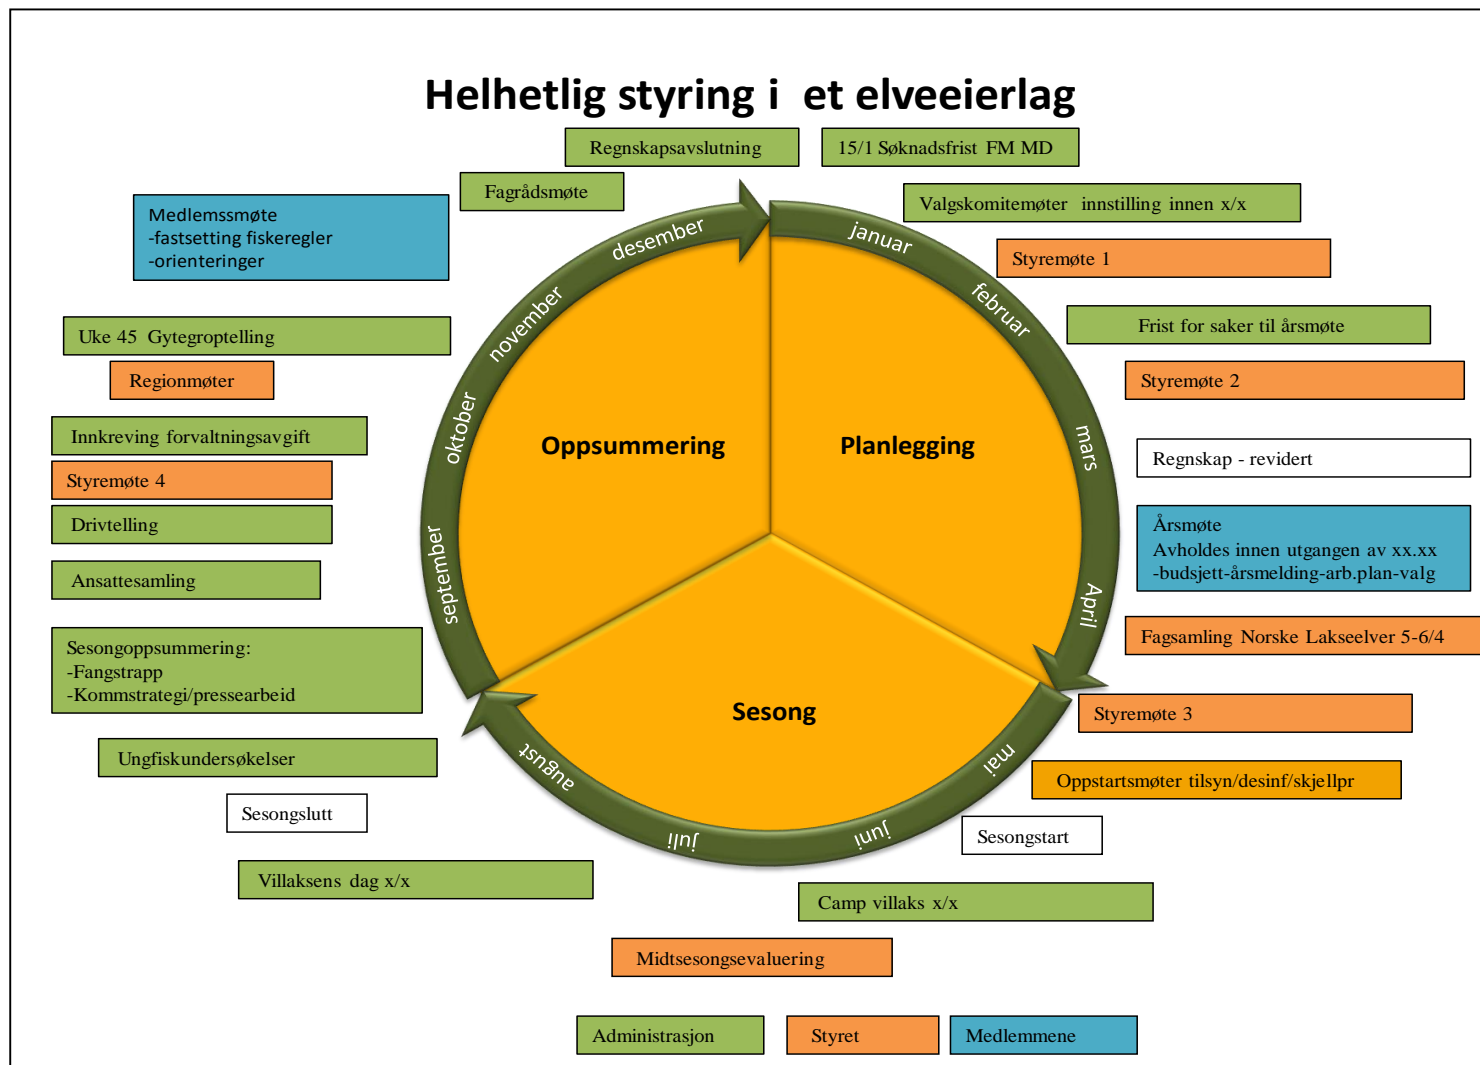 Helhetlig styring i  et elveeierlag
Regnskapsavslutning
15/1 Søknadsfrist FM MD
Fagrådsmøte
Valgskomitemøter  innstilling innen x/x
Medlemssmøte
-fastsetting fiskeregler
-orienteringer
Styremøte 1
Uke 45  Gytegroptelling
Frist for saker til årsmøte
Regionmøter
Styremøte 2
Innkreving forvaltningsavgift
Regnskap - revidert
Styremøte 4
Drivtelling
Årsmøte
Avholdes innen utgangen av xx.xx
-budsjett-årsmelding-arb.plan-valg
Ansattesamling
Fagsamling Norske Lakseelver 5-6/4
Sesongoppsummering:
-Fangstrapp
-Kommstrategi/pressearbeid
Styremøte 3
Ungfiskundersøkelser
Oppstartsmøter tilsyn/desinf/skjellpr
Sesongslutt
Sesongstart
Villaksens  dag x/x
Camp villaks x/x
Midtsesongsevaluering
januar
februar
mars
April
mai
juni
juli
august
september
oktober
november
desember
Oppsummering
Planlegging
Sesong
Administrasjon
Styret
Medlemmene